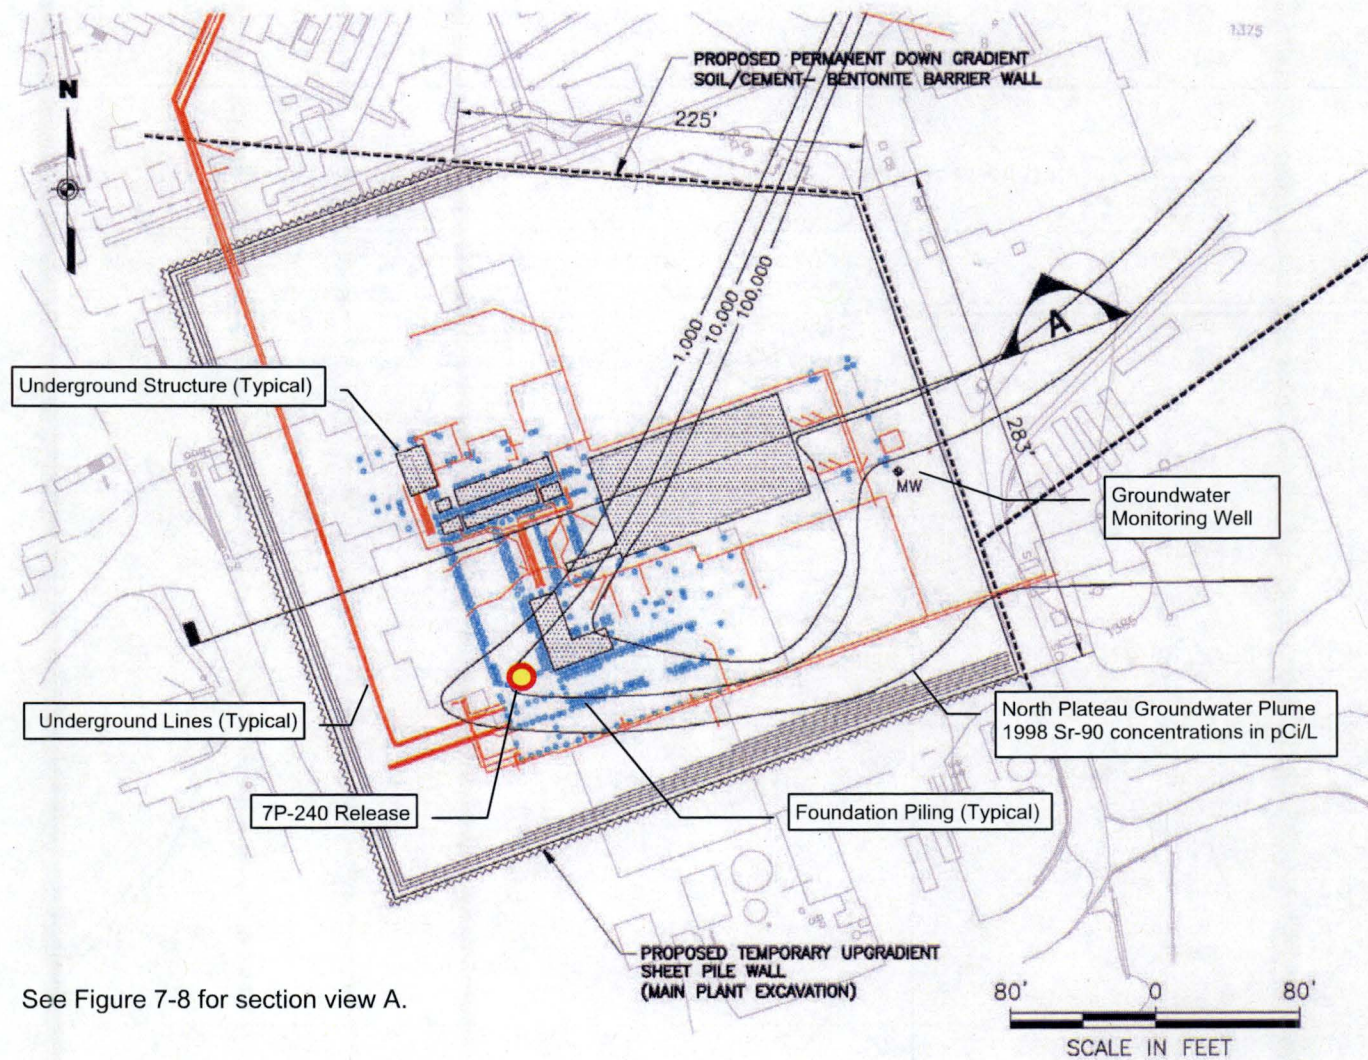 1375
N
PROPOSED PERMANENT DOWN GRADIENT
SOIL/CEMENT- BENTONITE BARRIER WALL
225'
1,000
10,000
100,000
A
Underground Structure (Typical)
283'
MW
Groundwater
Monitoring Well
Underground Lines (Typical)
North Plateau Groundwater Plume
1998 Sr-90 concentrations in pCi/L
7P-240 Release
Foundation Piling (Typical)
PROPOSED TEMPORARY UPGRADIENT
SHEET PILE WALL
(MAIN PLANT EXCAVATION)
See Figure 7-8 for section view A.
80' 0 80'
SCALE IN FEET